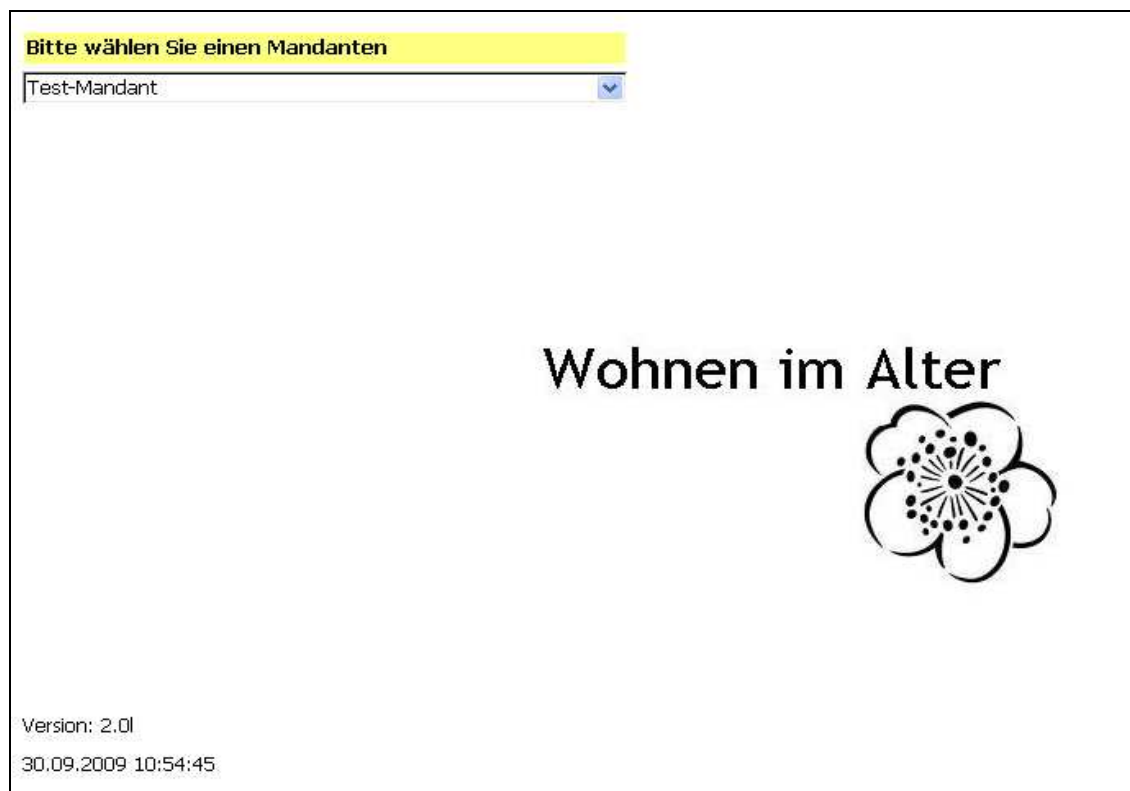 Bitte wählen Sie einen Mandanten
Test-Mandant
Wohnen im Alter
Version: 2.0l
30.09.2009 10:54:45